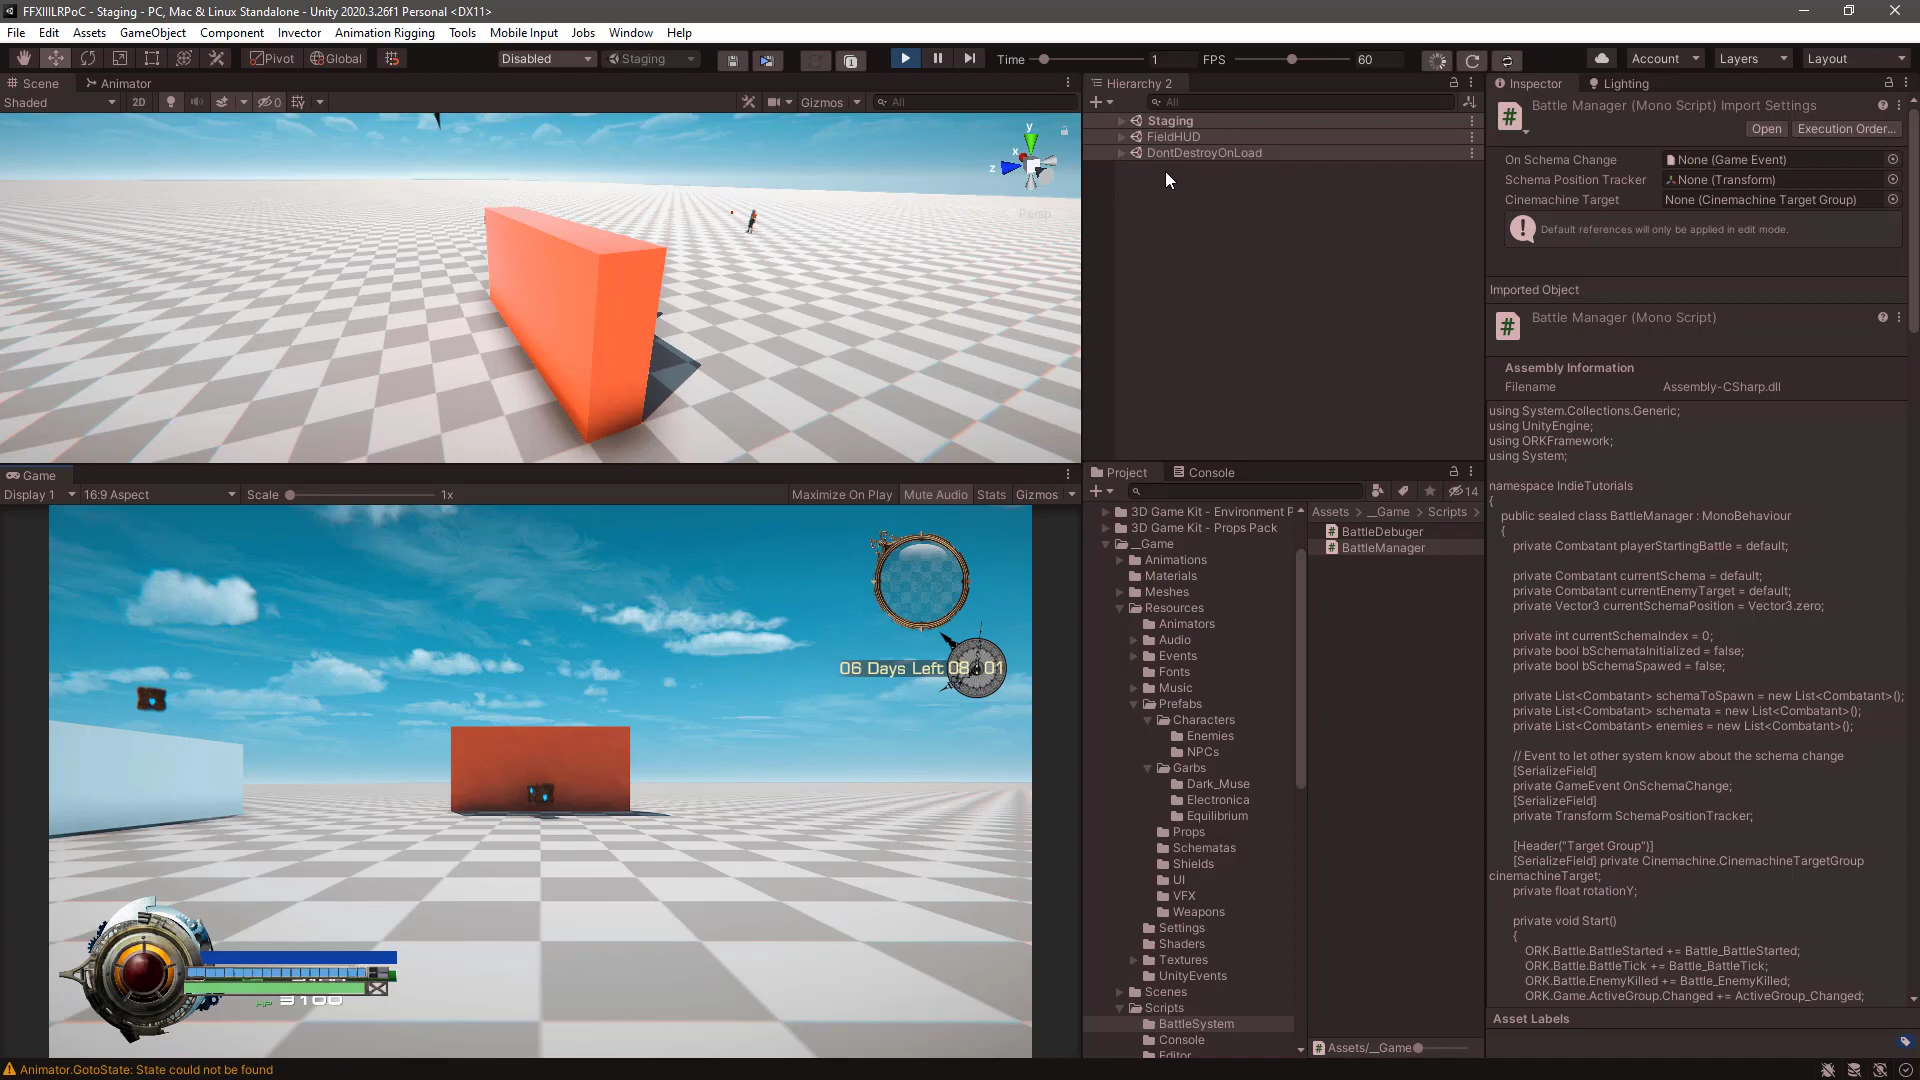 FFXIIILRPoC - Staging - PC, Mac & Linux Standalone - Unity 2020.3.26f1 Personal <DX11>
File Edit Assets GameObject Component Invector Animation Rigging Tools Mobile Input Jobs Window Help
Pivot Global Disabled Staging Time 1 FPS 60 Account Layers Layout
Scene Animator
Shaded 2D 0 Gizmos All
y
x
z
Persp
Hierarchy 2
All
Staging
FieldHUD
DontDestroyOnLoad
Inspector Lighting
Battle Manager (Mono Script) Import Settings
Open Execution Order...
On Schema Change None (Game Event)
Schema Position Tracker None (Transform)
Cinemachine Target None (Cinemachine Target Group)
Default references will only be applied in edit mode.
Imported Object
Battle Manager (Mono Script)
Assembly Information
Filename Assembly-CSharp.dll
using System.Collections.Generic;
using UnityEngine;
using ORKFramework;
using System;
namespace IndieTutorials
{
public sealed class BattleManager : MonoBehaviour
{
private Combatant playerStartingBattle = default;
private Combatant currentSchema = default;
private Combatant currentEnemyTarget = default;
private Vector3 currentSchemaPosition = Vector3.zero;
private int currentSchemaIndex = 0;
private bool bSchemataInitialized = false;
private bool bSchemaSpawed = false;
private List<Combatant> schemaToSpawn = new List<Combatant>();
private List<Combatant> schemata = new List<Combatant>();
private List<Combatant> enemies = new List<Combatant>();
// Event to let other system know about the schema change
[SerializeField]
private GameEvent OnSchemaChange;
[SerializeField]
private Transform SchemaPositionTracker;
[Header("Target Group")]
[SerializeField] private Cinemachine.CinemachineTargetGroup
cinemachineTarget;
private float rotationY;
private void Start()
{
ORK.Battle.BattleStarted += Battle_BattleStarted;
ORK.Battle.BattleTick += Battle_BattleTick;
ORK.Battle.EnemyKilled += Battle_EnemyKilled;
ORK.Game.ActiveGroup.Changed += ActiveGroup_Changed;
Asset Labels
Game
Display 1 16:9 Aspect Scale 1x Maximize On Play Mute Audio Stats Gizmos
06 Days Left 08 01
HP 3100
Project Console
14
3D Game Kit - Environment P
3D Game Kit - Props Pack
__Game
Animations
Materials
Meshes
Resources
Animators
Audio
Events
Fonts
Music
Prefabs
Characters
Enemies
NPCs
Garbs
Dark_Muse
Electronica
Equilibrium
Props
Schematas
Shields
UI
VFX
Weapons
Settings
Shaders
Textures
UnityEvents
Scenes
Scripts
BattleSystem
Console
Editor
Assets > __Game > Scripts >
BattleDebuger
BattleManager
Assets/__Game
Animator.GotoState: State could not be found